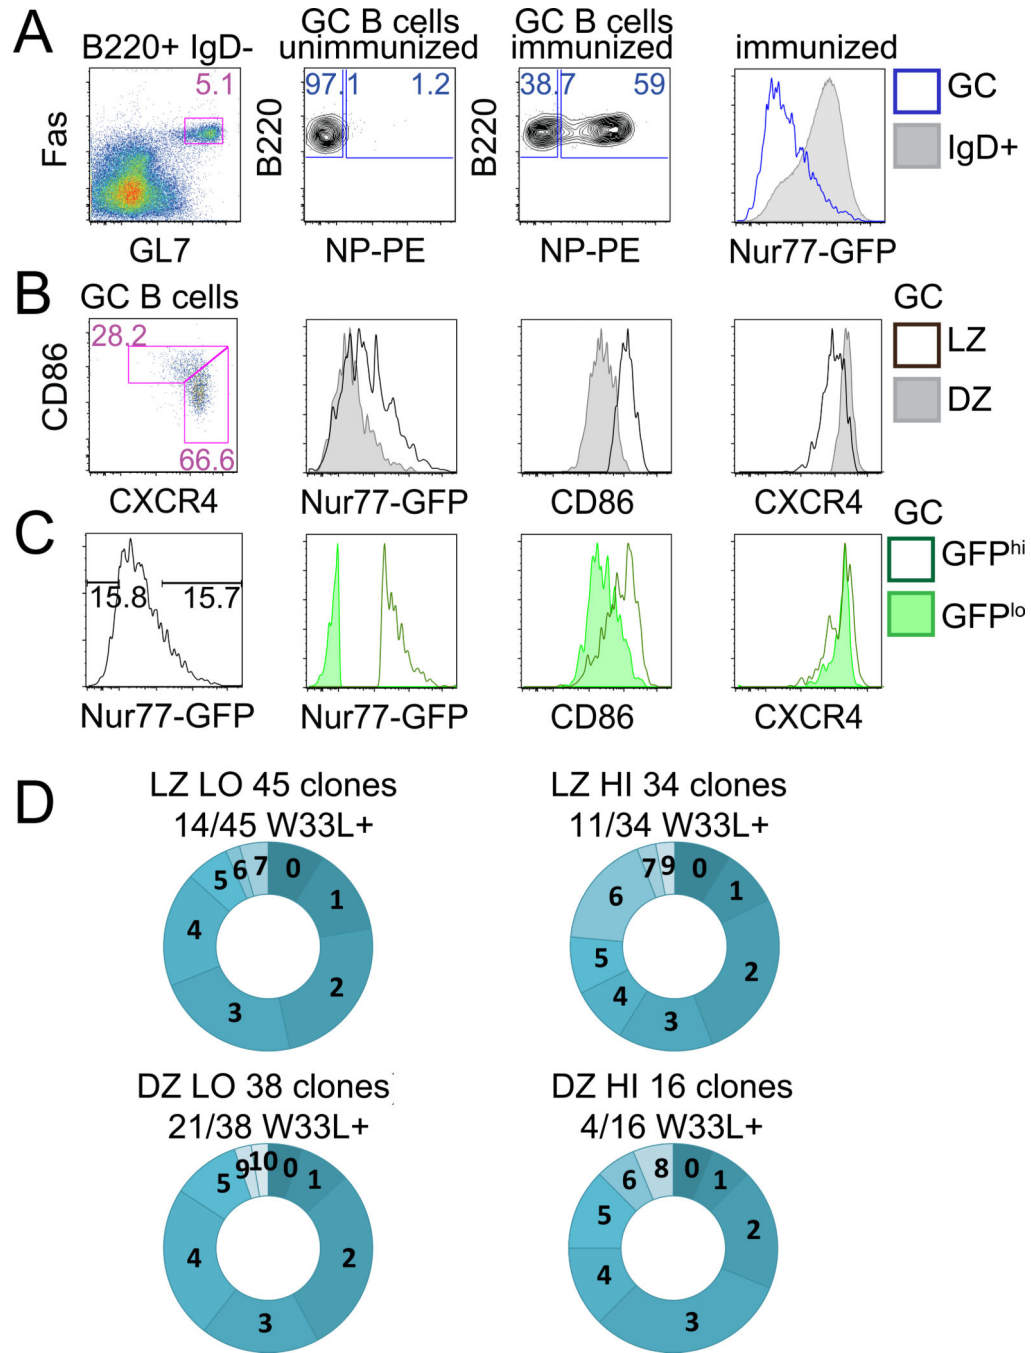 A
B220+ IgD-
5.1
Fas
GL7
GC B cells
unimmunized
97.1
1.2
B220
NP-PE
GC B cells
immunized
38.7
59
B220
NP-PE
immunized
Nur77-GFP
GC
IgD+
B
GC B cells
28.2
66.6
CD86
CXCR4
Nur77-GFP
CD86
CXCR4
GC
LZ
DZ
C
15.8
15.7
Nur77-GFP
Nur77-GFP
CD86
CXCR4
GC
GFPhi
GFPlo
D
LZ LO 45 clones
14/45 W33L+
0
1
2
3
4
5
6
7
LZ HI 34 clones
11/34 W33L+
0
1
2
3
4
5
6
7
9
DZ LO 38 clones
21/38 W33L+
0
1
2
3
4
5
9
10
DZ HI 16 clones
4/16 W33L+
0
1
2
3
4
5
6
8